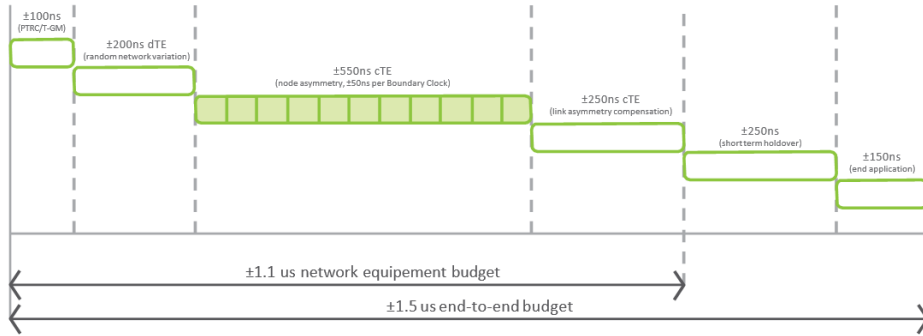 ±100ns
(PTRC/T-GM)
±200ns dTE
(random network variation)
±550ns cTE
(node asymmetry, ±50ns per Boundary Clock)
±250ns cTE
(link asymmetry compensation)
±250ns
(short term holdover)
±150ns
(end application)
±1.1 us network equipement budget
±1.5 us end-to-end budget